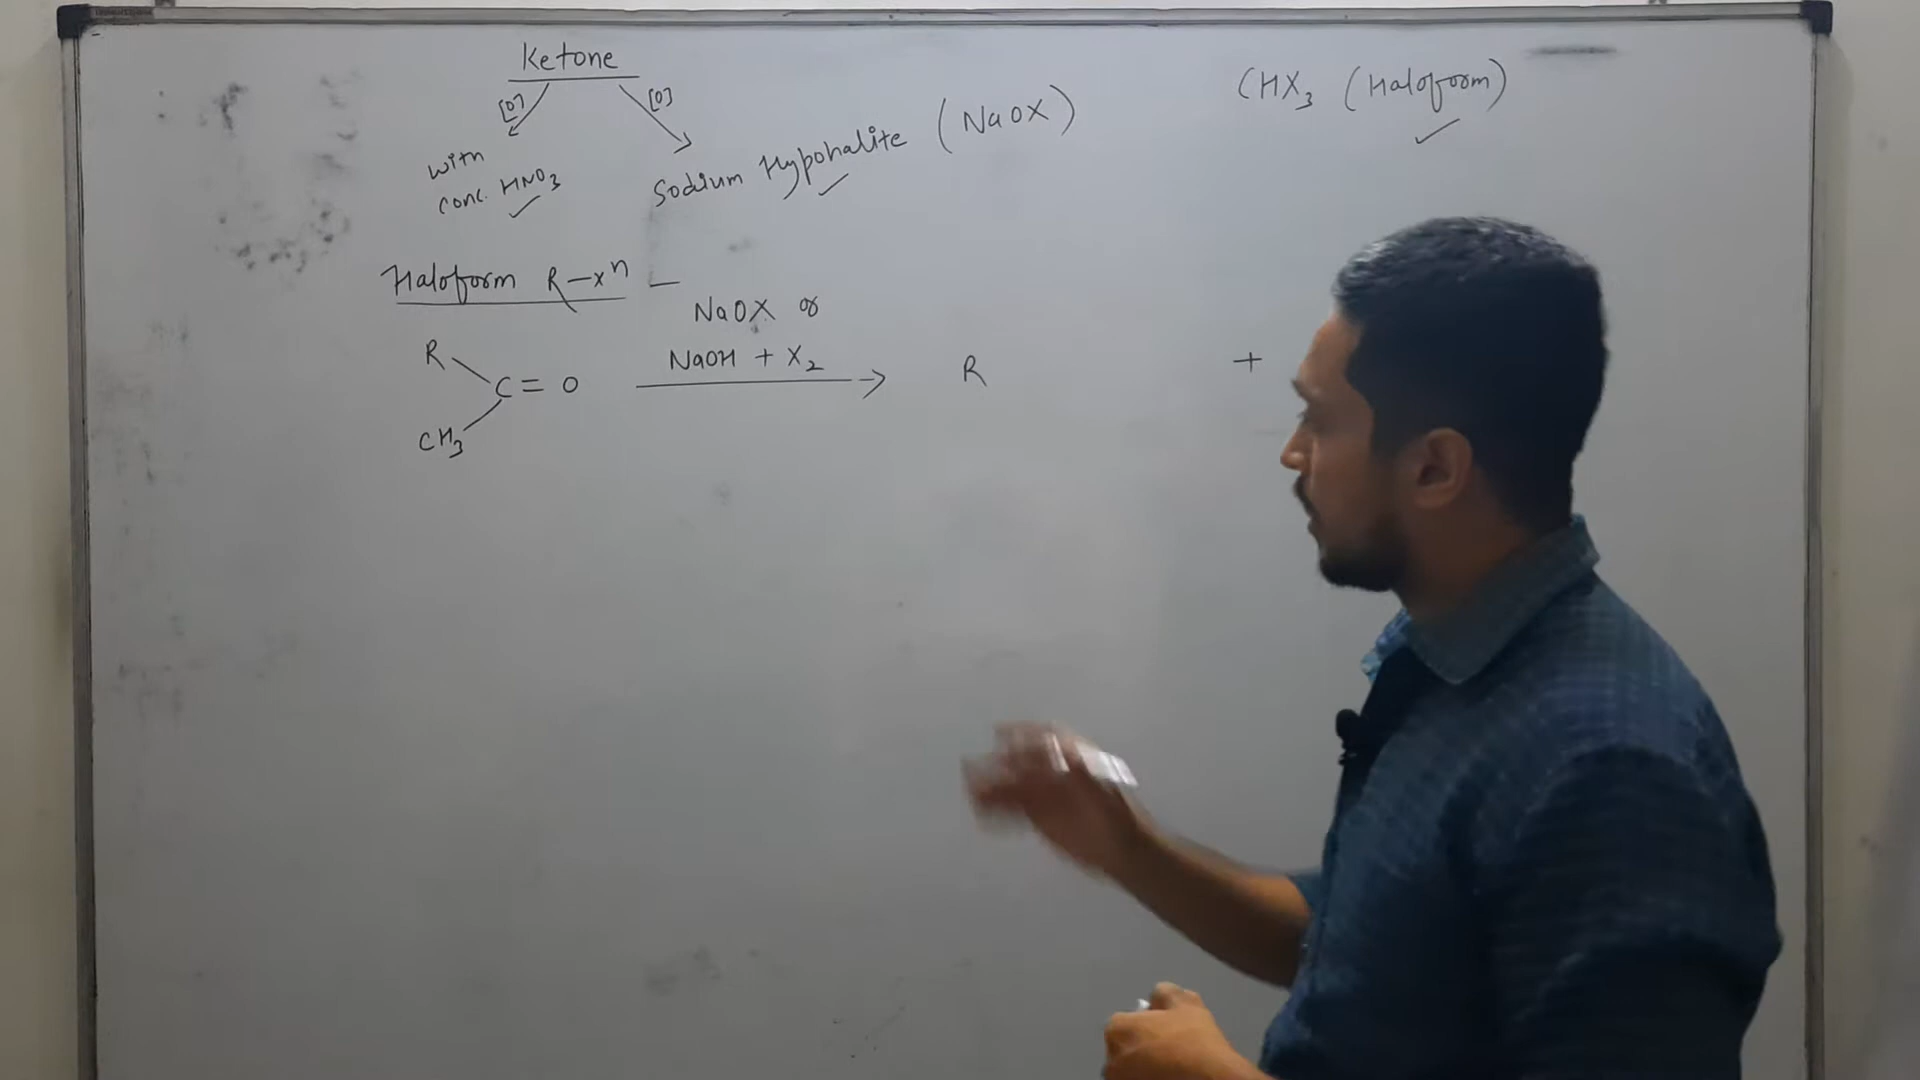 Ketone
[O] [O]
with
conc. HNO3
Sodium Hypohalite (NaOX)
CHX3 (Haloform)
Haloform R-xn
NaOX or
NaOH + X2
R
C=O
CH3
R +